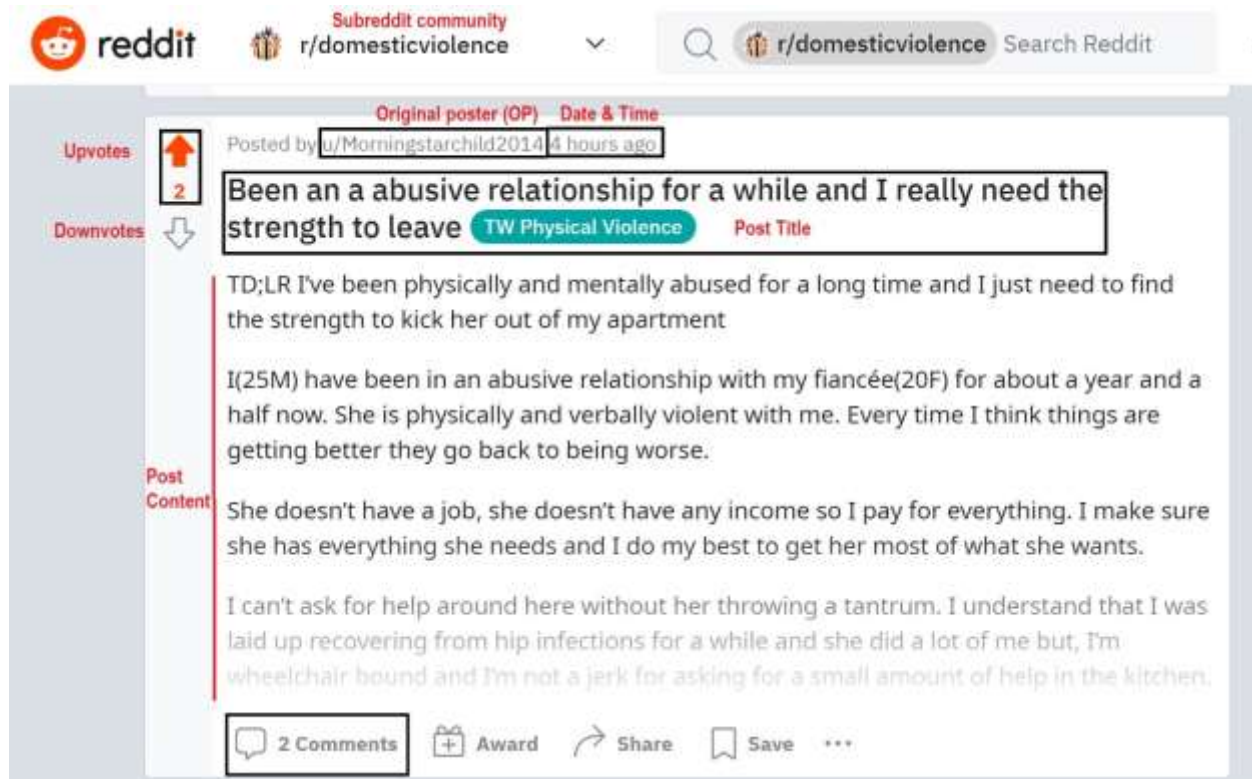 Subreddit community
reddit r/domesticviolence r/domesticviolence Search Reddit
Original poster (OP) Date & Time
Upvotes Posted by u/Morningstarchild2014 4 hours ago
2 Been an a abusive relationship for a while and I really need the
Downvotes strength to leave TW Physical Violence Post Title
TD;LR I've been physically and mentally abused for a long time and I just need to find
the strength to kick her out of my apartment
I(25M) have been in an abusive relationship with my fiancée(20F) for about a year and a
half now. She is physically and verbally violent with me. Every time I think things are
getting better they go back to being worse.
Post
Content
She doesn't have a job, she doesn't have any income so I pay for everything. I make sure
she has everything she needs and I do my best to get her most of what she wants.
I can't ask for help around here without her throwing a tantrum. I understand that I was
laid up recovering from hip infections for a while and she did a lot of me but, I'm
wheelchair bound and I'm not a jerk for asking for a small amount of help in the kitchen.
2 Comments Award Share Save